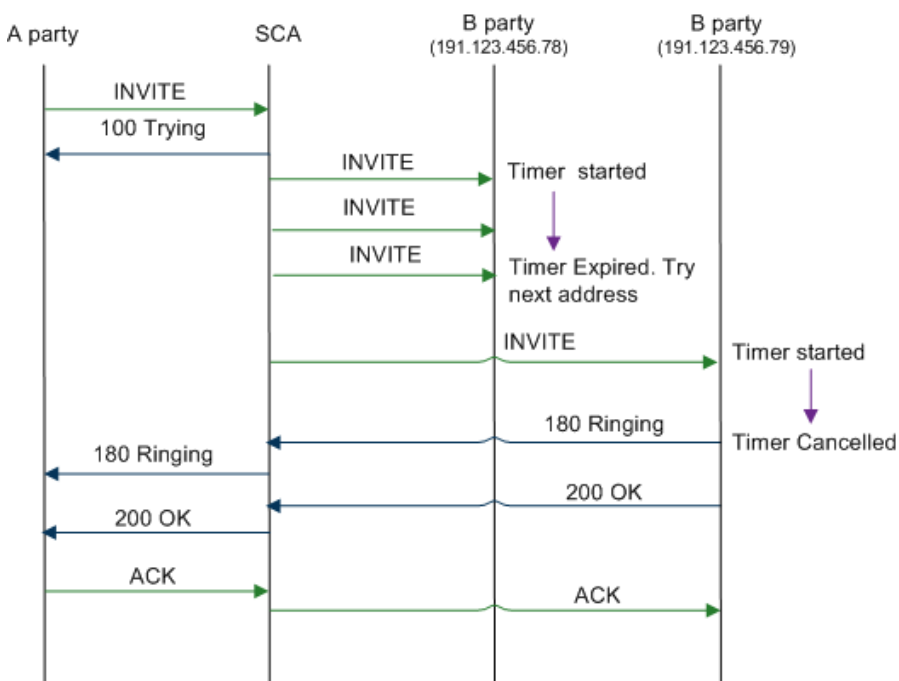 A party
SCA
B party
(191.123.456.78)
B party
(191.123.456.79)
INVITE
100 Trying
INVITE
Timer started
INVITE
INVITE
Timer Expired. Try
next address
INVITE
Timer started
180 Ringing
Timer Cancelled
180 Ringing
200 OK
200 OK
ACK
ACK